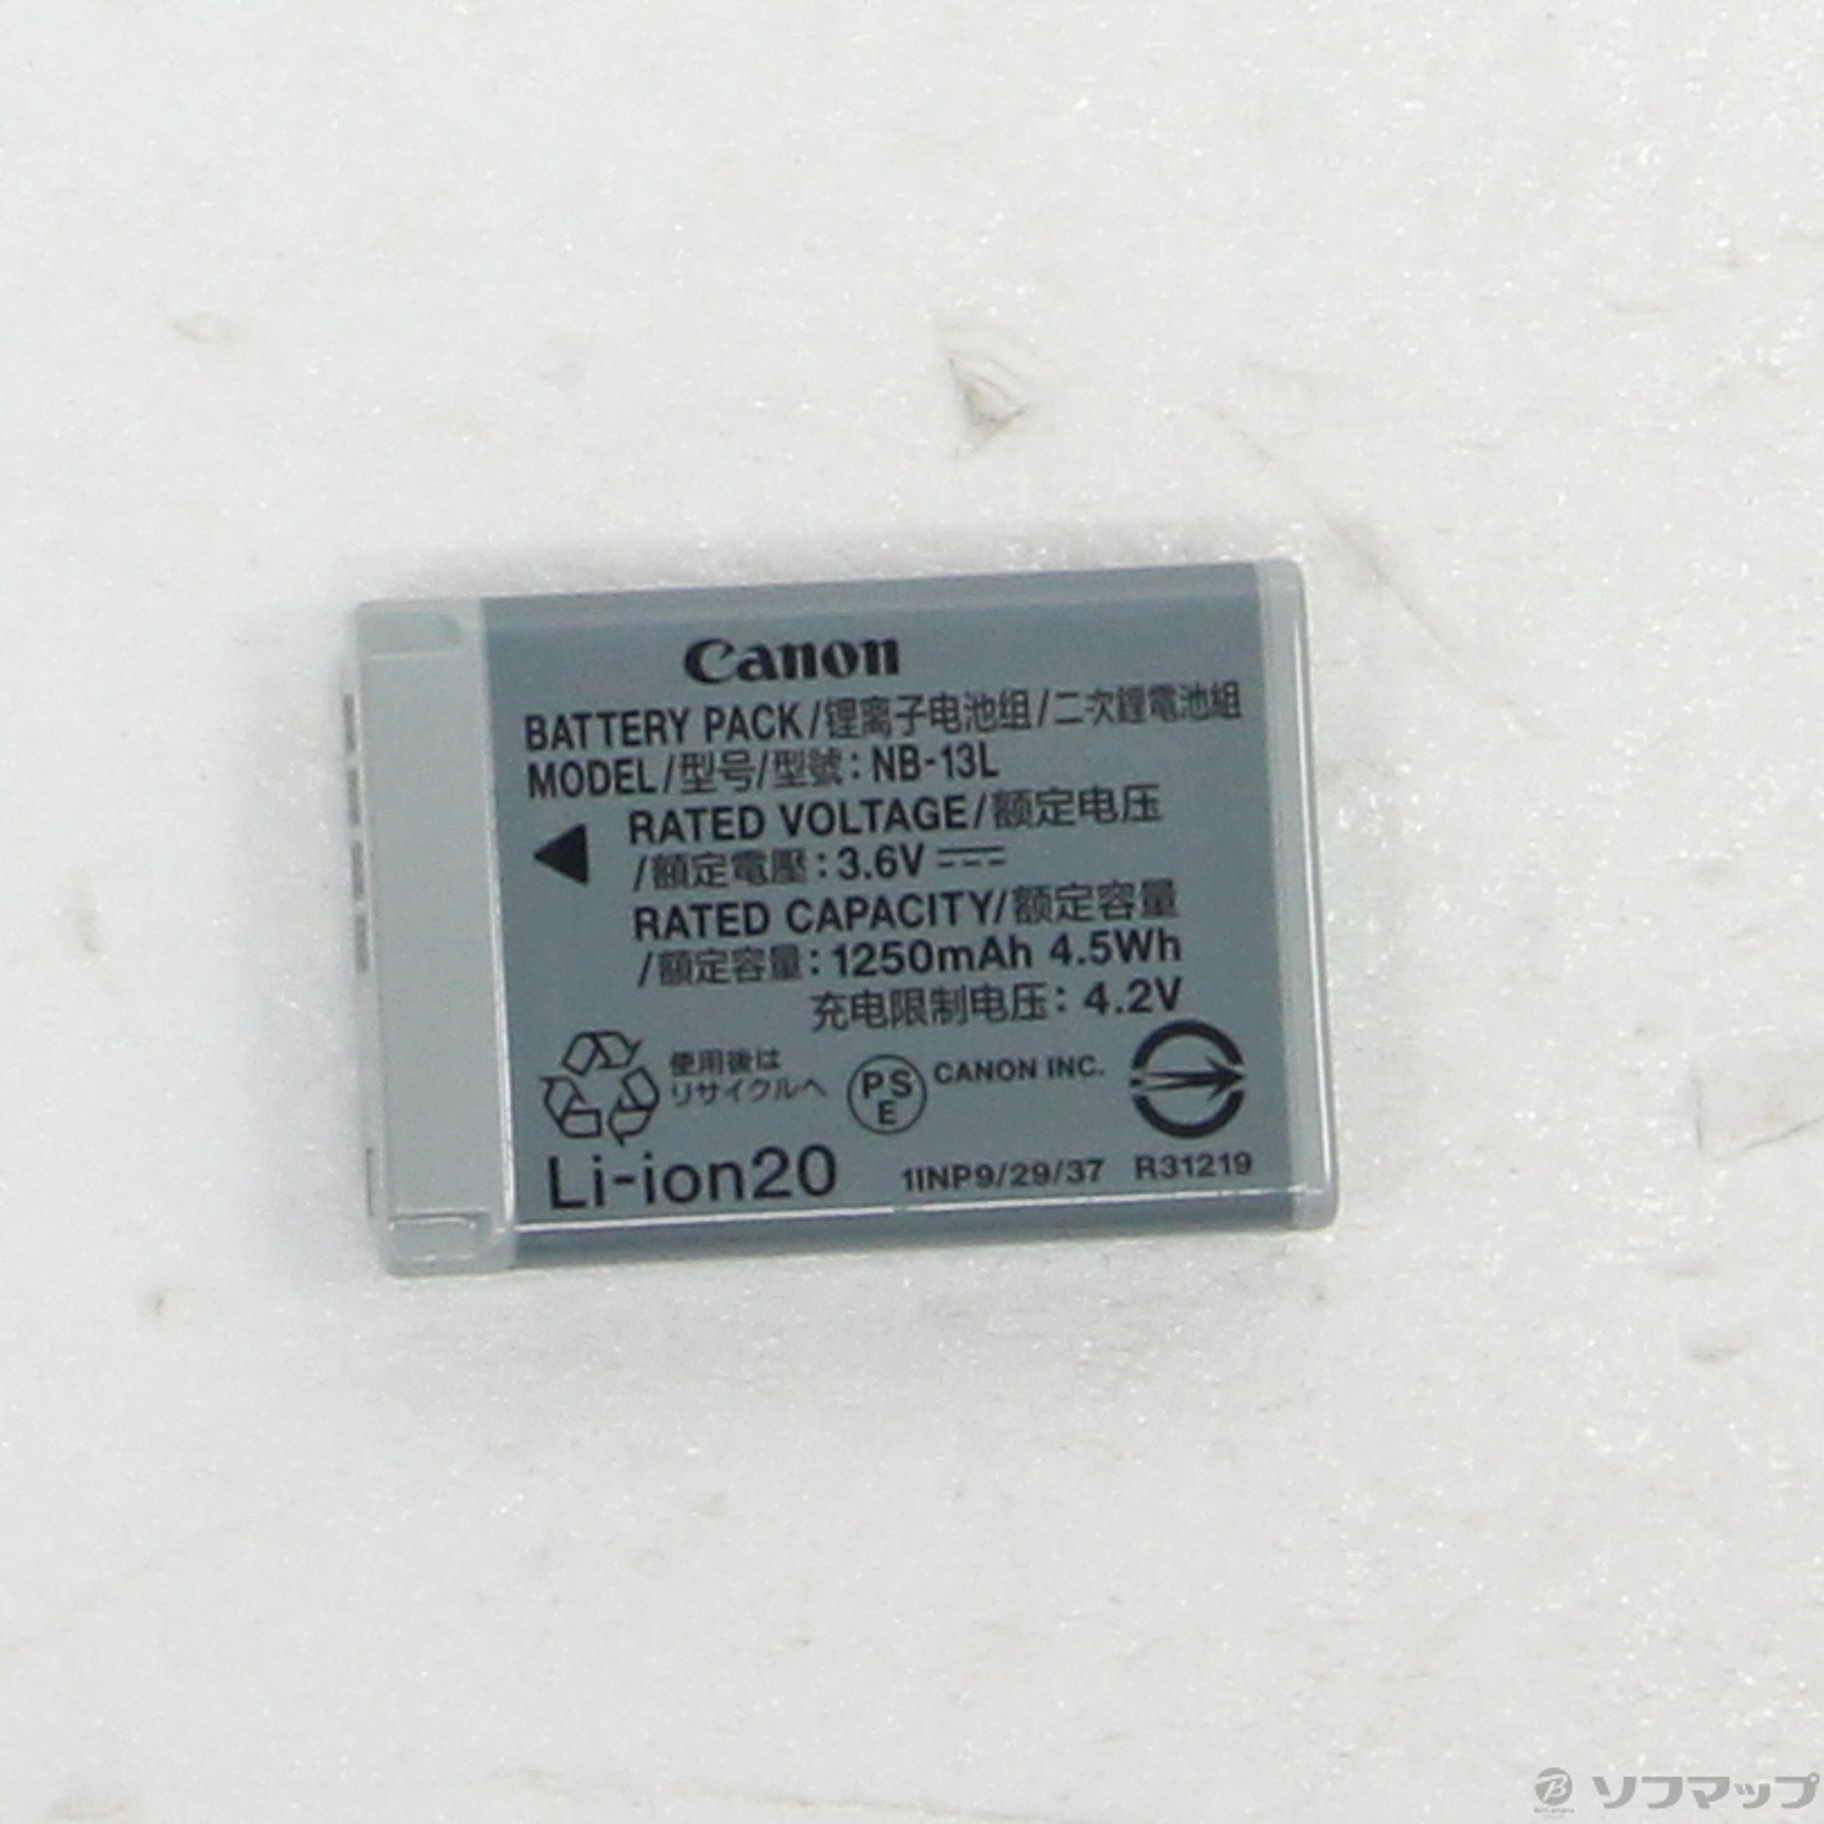 Canon
BATTERY PACK/锂离子电池组/二次鋰電池組
MODEL/型号/型號：NB-13L
RATED VOLTAGE/额定电压
/額定電壓：3.6V
RATED CAPACITY/额定容量
/額定容量：1250mAh 4.5Wh
充电限制电压：4.2V
使用後は
リサイクルへ
PSE
CANON INC.
Li-ion20
1INP9/29/37
R31219
ソフマップ